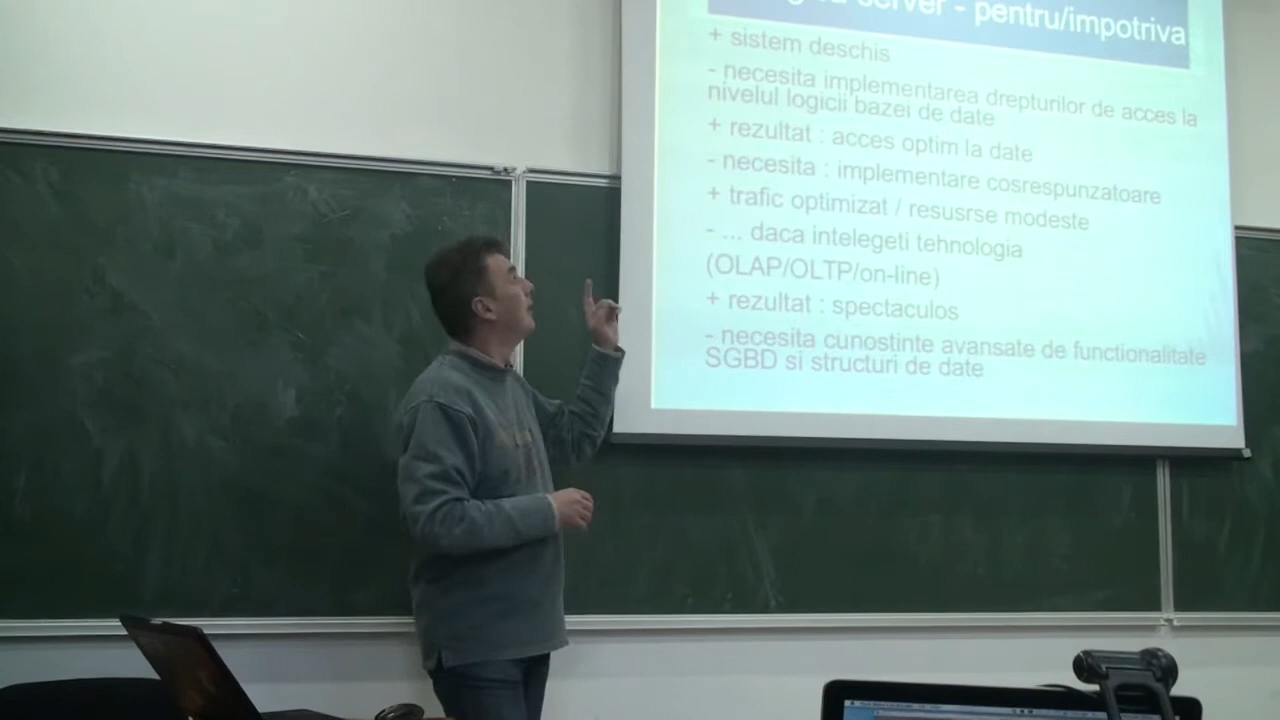 server - pentru/impotriva
+ sistem deschis
- necesita implementarea drepturilor de acces la
nivelul logicii bazei de date
+ rezultat : acces optim la date
- necesita : implementare cosrespunzatoare
+ trafic optimizat / resusrse modeste
- ... daca intelegeti tehnologia
(OLAP/OLTP/on-line)
+ rezultat : spectaculos
- necesita cunostinte avansate de functionalitate
SGBD si structuri de date